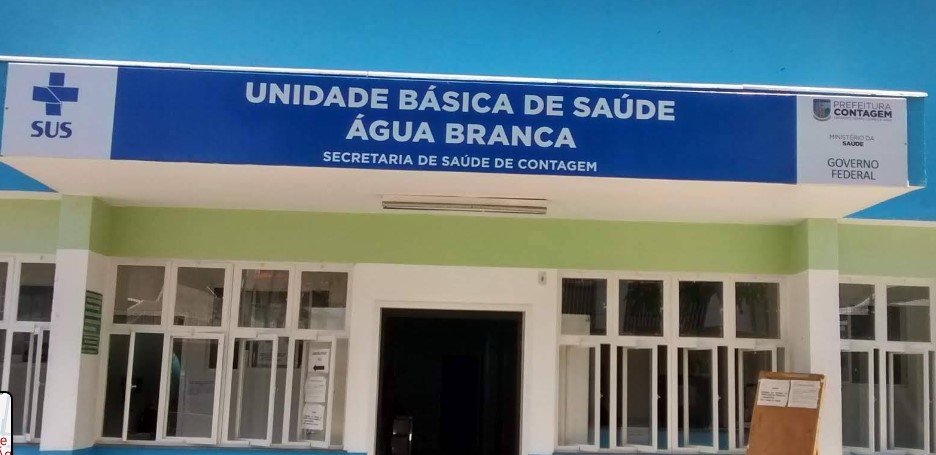 UNIDADE BÁSICA DE SAÚDE
ÁGUA BRANCA
SECRETARIA DE SAÚDE DE CONTAGEM
SUS
PREFEITURA
CONTAGEM
MINISTÉRIO DA
SAÚDE
GOVERNO
FEDERAL